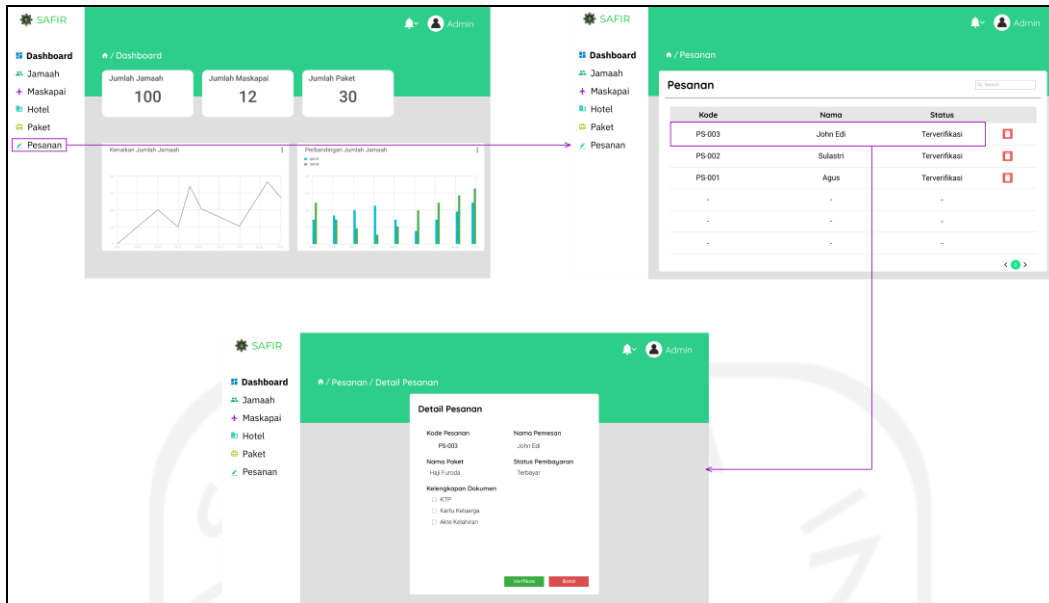 SAFIR
Admin
Dashboard
Jamaah
Maskapai
Hotel
Paket
Pesanan
/ Dashboard
Jumlah Jamaah
100
Jumlah Maskapai
12
Jumlah Paket
30
Kenaikan Jumlah Jamaah
Perbandingan Jumlah Jamaah
SAFIR
Admin
Dashboard
Jamaah
Maskapai
Hotel
Paket
Pesanan
/ Pesanan
Pesanan
Search
Kode Nama Status
PS-003 John Edi Terverifikasi
PS-002 Sulastri Terverifikasi
PS-001 Agus Terverifikasi
- - -
- - -
- - -
< 1 >
SAFIR
Admin
Dashboard
Jamaah
Maskapai
Hotel
Paket
Pesanan
/ Pesanan / Detail Pesanan
Detail Pesanan
Kode Pesanan Nama Pemesan
PS-003 John Edi
Nama Paket Status Pembayaran
Haji Furoda Terbayar
Kelengkapan Dokumen
KTP
Kartu Keluarga
Akte Kelahiran
Verifikasi Batal